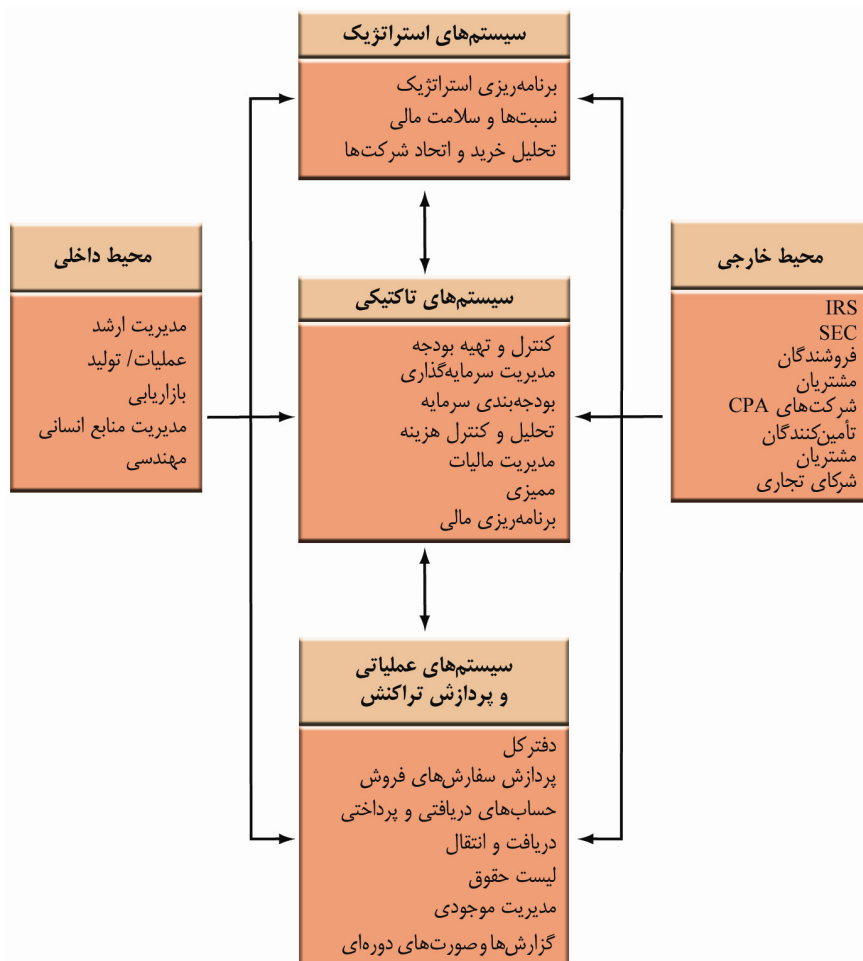 سیستم‌های استراتژیک
برنامه‌ریزی استراتژیک
نسبت‌ها و سلامت مالی
تحلیل خرید و اتحاد شرکت‌ها
محیط خارجی
IRS
SEC
فروشندگان
مشتریان
شرکت‌های CPA
تأمین‌کنندگان
مشتریان
شرکای تجاری
سیستم‌های تاکتیکی
کنترل و تهیه بودجه
مدیریت سرمایه‌گذاری
بودجه‌بندی سرمایه
تحلیل و کنترل هزینه
مدیریت مالیات
ممیزی
برنامه‌ریزی مالی
محیط داخلی
مدیریت ارشد
عملیات/ تولید
بازاریابی
مدیریت منابع انسانی
مهندسی
سیستم‌های عملیاتی
و پردازش تراکنش
دفترکل
پردازش سفارش‌های فروش
حساب‌های دریافتی و پرداختی
دریافت و انتقال
لیست حقوق
مدیریت موجودی
گزارش‌ها وصورت‌های دوره‌ای